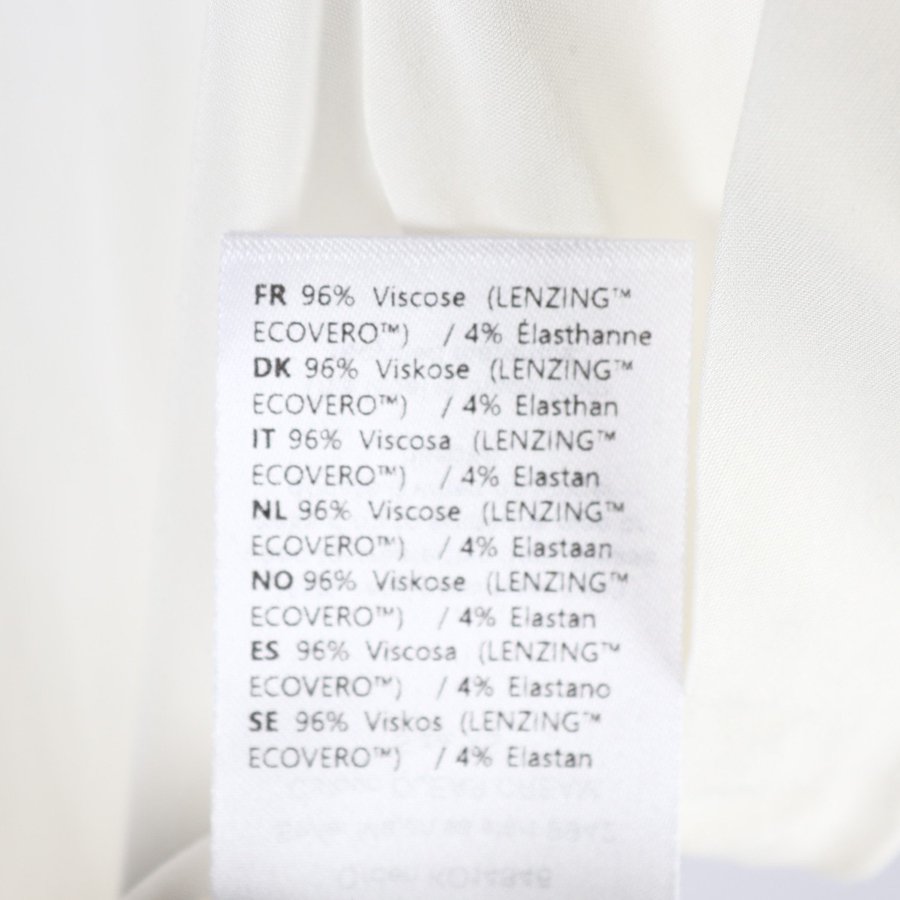 FR 96% Viscose (LENZING™
ECOVERO™) / 4% Élasthanne
DK 96% Viskose (LENZING™
ECOVERO™) / 4% Elasthan
IT 96% Viscosa (LENZING™
ECOVERO™) / 4% Elastan
NL 96% Viscose (LENZING™
ECOVERO™) / 4% Elastaan
NO 96% Viskose (LENZING™
ECOVERO™) / 4% Elastan
ES 96% Viscosa (LENZING™
ECOVERO™) / 4% Elastano
SE 96% Viskos (LENZING™
ECOVERO™) / 4% Elastan